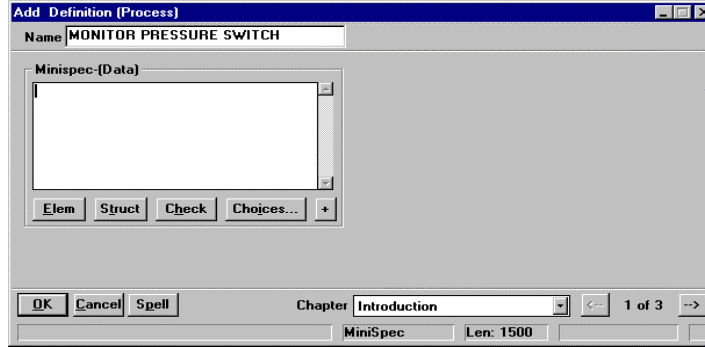 Add Definition (Process)
Name MONITOR PRESSURE SWITCH
Minispec-(Data)
Elem Struct Check Choices... +
OK Cancel Spell Chapter Introduction <-- 1 of 3 -->
MiniSpec Len: 1500